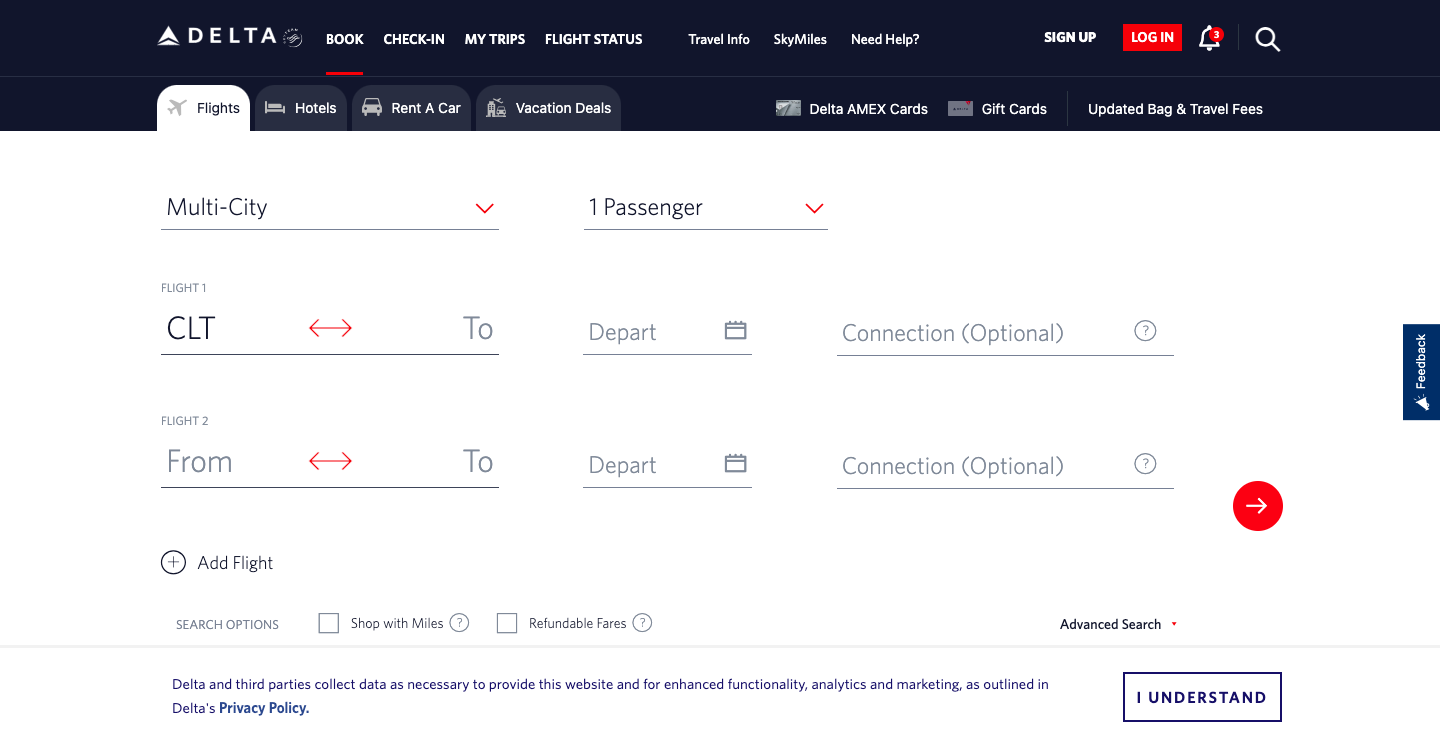 DELTA BOOK CHECK-IN MY TRIPS FLIGHT STATUS Travel Info SkyMiles Need Help? SIGN UP LOG IN 3
Flights Hotels Rent A Car Vacation Deals Delta AMEX Cards Gift Cards Updated Bag & Travel Fees
Multi-City 1 Passenger
FLIGHT 1
CLT To Depart Connection (Optional) ?
Feedback
FLIGHT 2
From To Depart Connection (Optional) ?
Add Flight
SEARCH OPTIONS Shop with Miles ? Refundable Fares ? Advanced Search
Delta and third parties collect data as necessary to provide this website and for enhanced functionality, analytics and marketing, as outlined in
Delta's Privacy Policy.
I UNDERSTAND